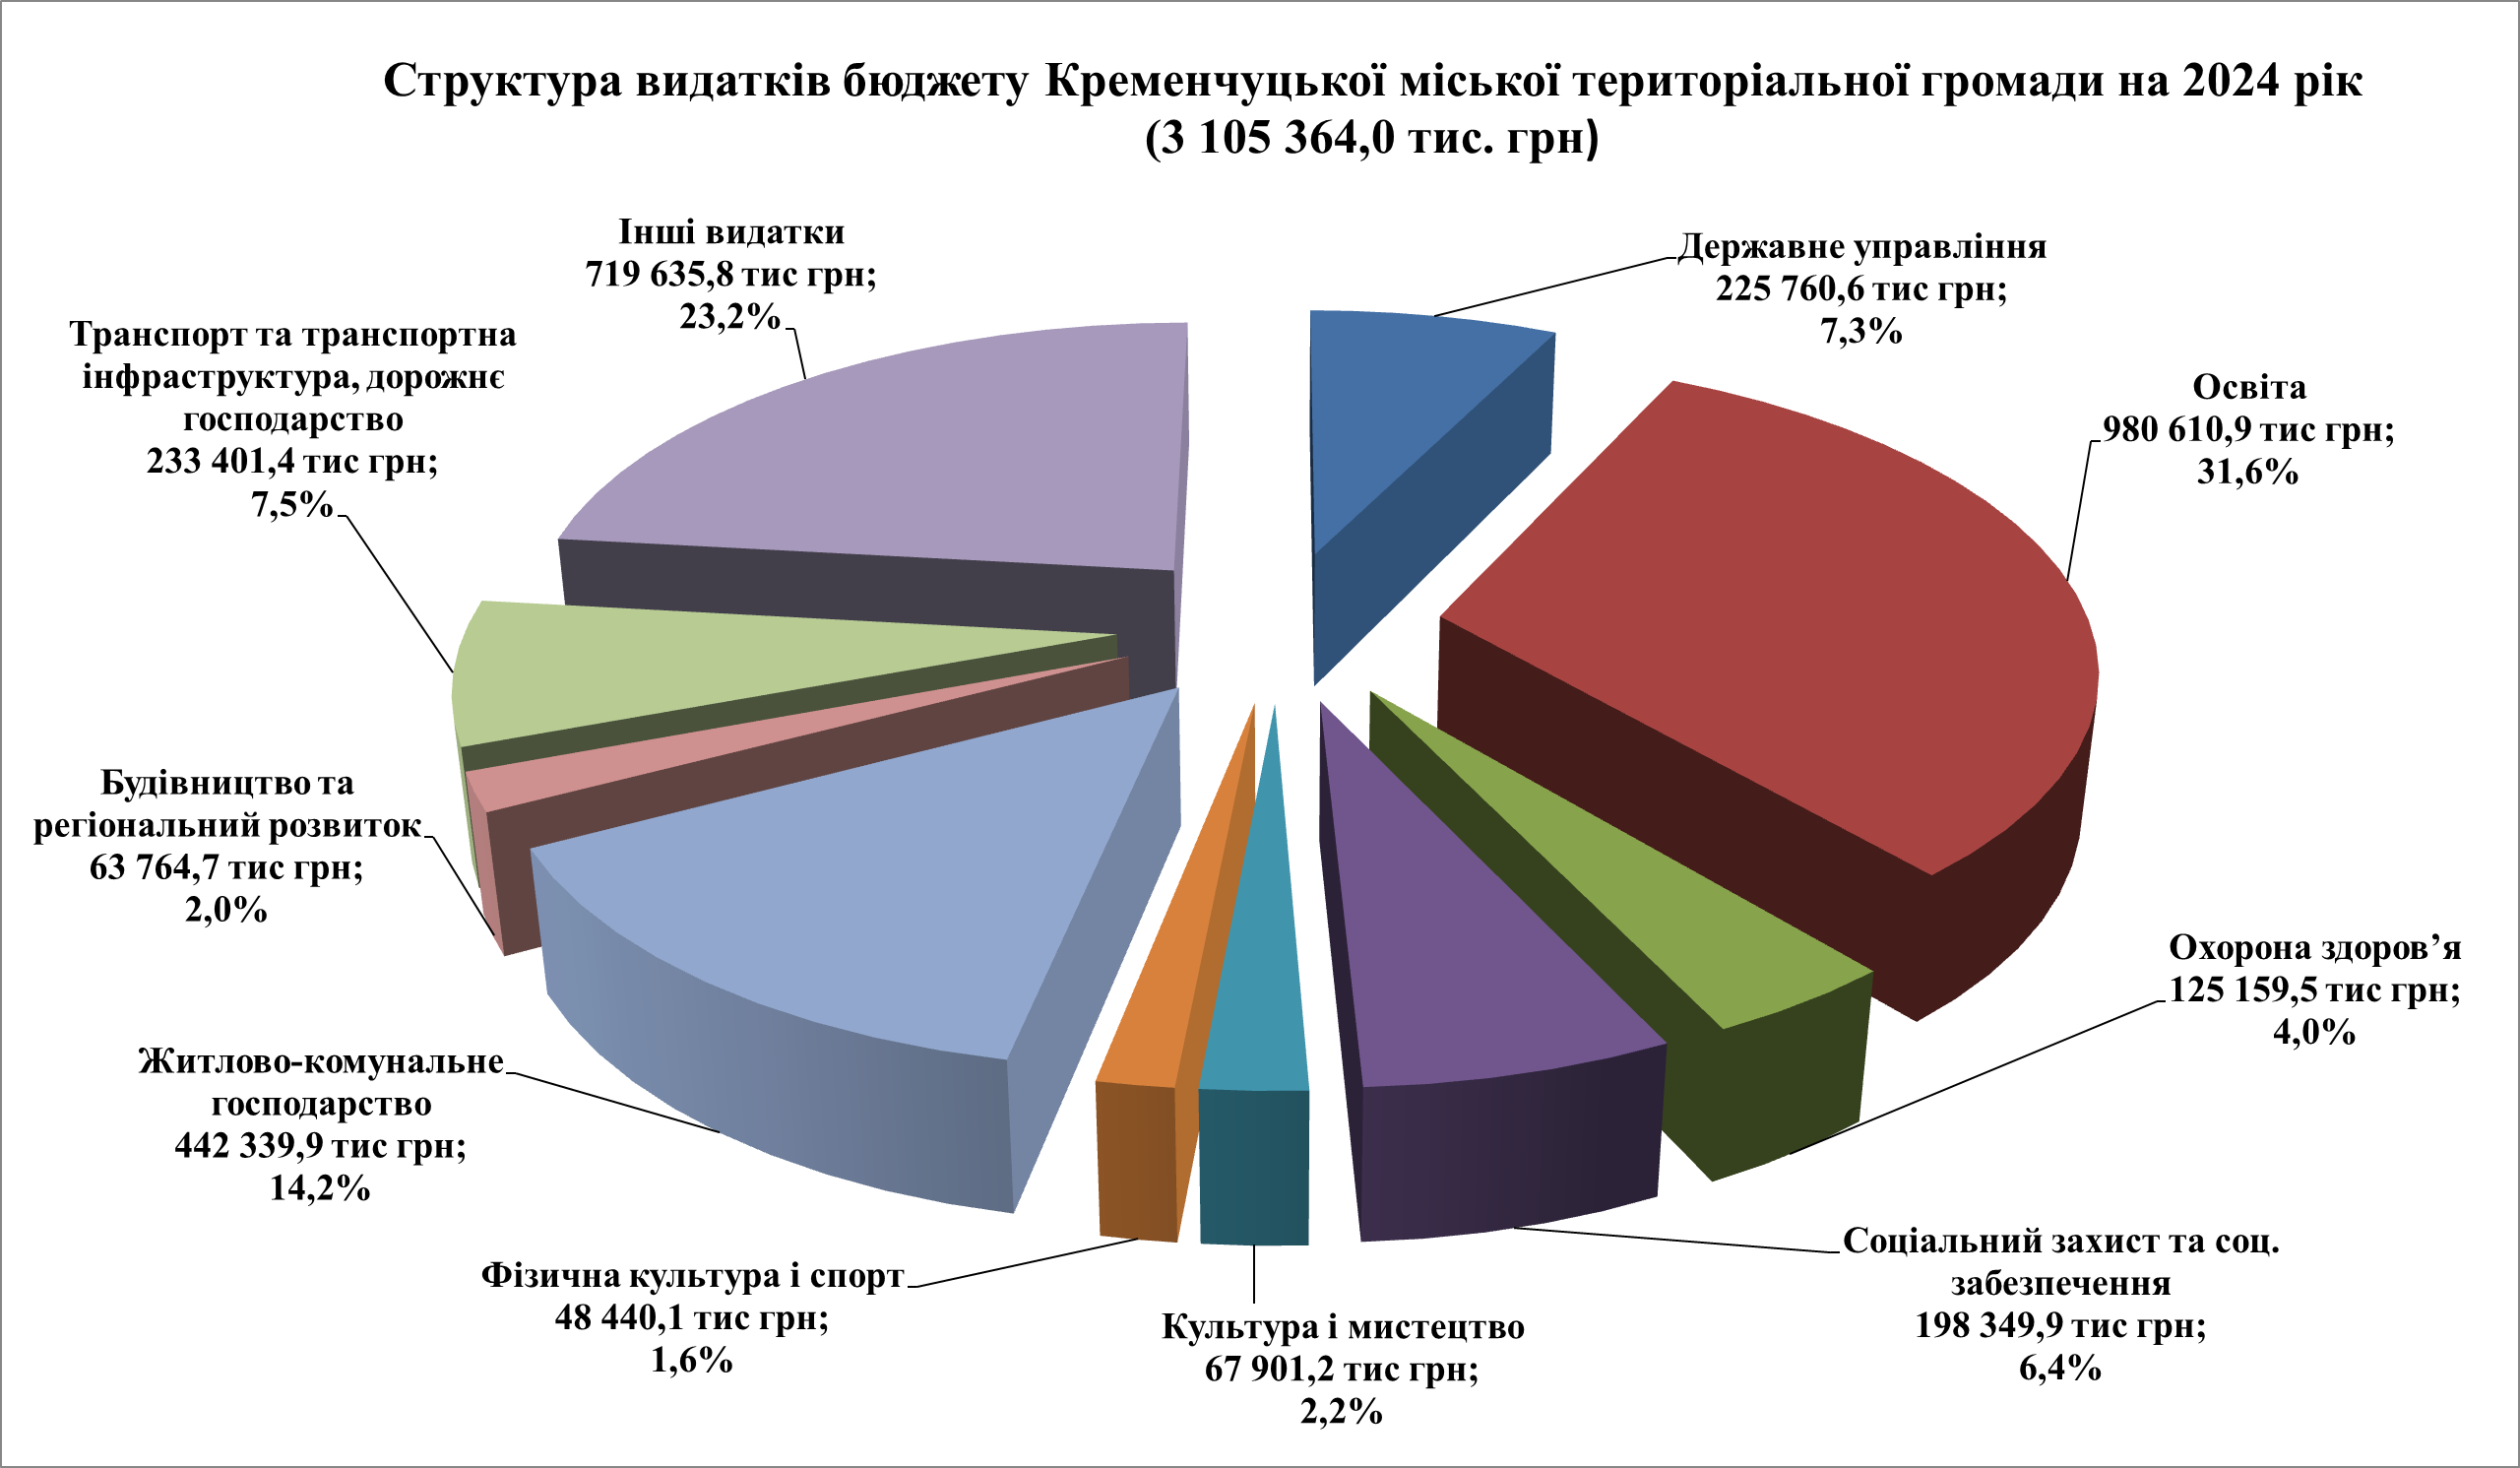 Структура видатків бюджету Кременчуцької міської територіальної громади на 2024 рік
(3 105 364,0 тис. грн)
Інші видатки
719 635,8 тис грн;
23,2%
Державне управління
225 760,6 тис грн;
7,3%
Транспорт та транспортна
інфраструктура, дорожнє
господарство
233 401,4 тис грн;
7,5%
Освіта
980 610,9 тис грн;
31,6%
Будівництво та
регіональний розвиток
63 764,7 тис грн;
2,0%
Охорона здоров’я
125 159,5 тис грн;
4,0%
Житлово-комунальне
господарство
442 339,9 тис грн;
14,2%
Соціальний захист та соц.
забезпечення
198 349,9 тис грн;
6,4%
Фізична культура і спорт
48 440,1 тис грн;
1,6%
Культура і мистецтво
67 901,2 тис грн;
2,2%